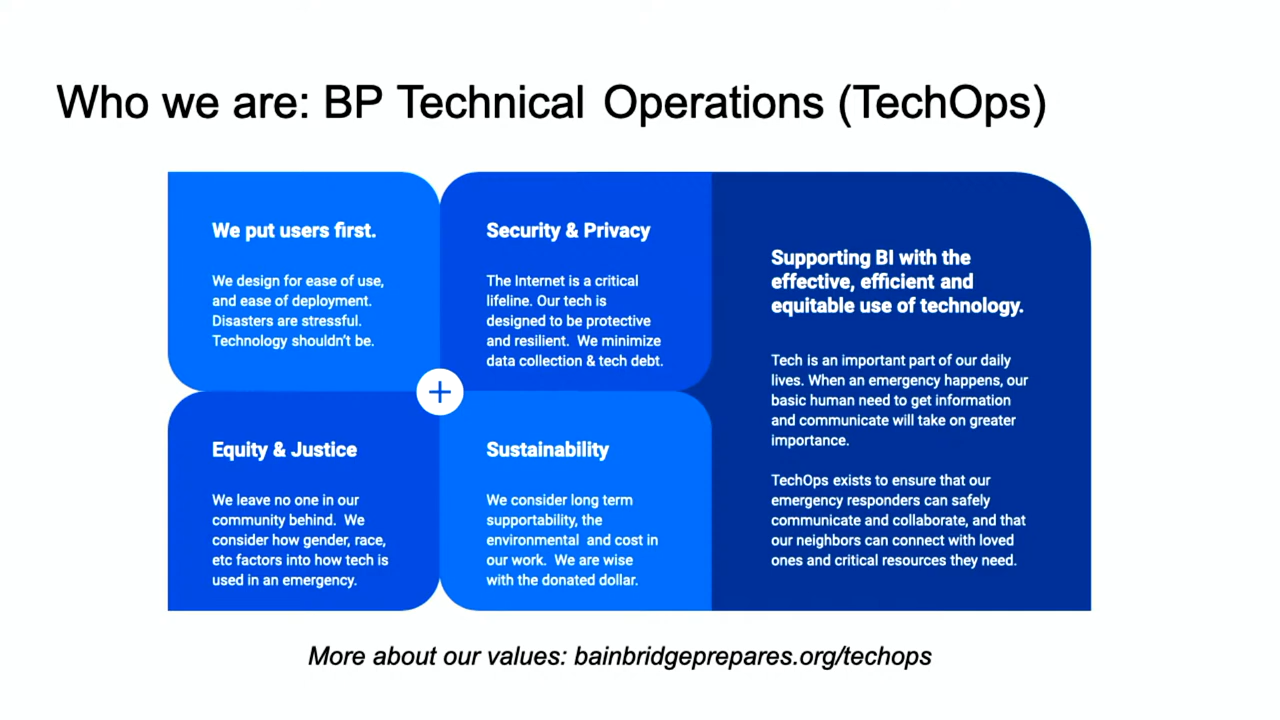 Who we are: BP Technical Operations (TechOps)
We put users first.
We design for ease of use,
and ease of deployment.
Disasters are stressful.
Technology shouldn't be.
Security & Privacy
The Internet is a critical
lifeline. Our tech is
designed to be protective
and resilient.  We minimize
data collection & tech debt.
Equity & Justice
We leave no one in our
community behind.  We
consider how gender, race,
etc factors into how tech is
used in an emergency.
Sustainability
We consider long term
supportability, the
environmental  and cost in
our work.  We are wise
with the donated dollar.
Supporting BI with the
effective, efficient and
equitable use of technology.
Tech is an important part of our daily
lives. When an emergency happens, our
basic human need to get information
and communicate will take on greater
importance.
TechOps exists to ensure that our
emergency responders can safely
communicate and collaborate, and that
our neighbors can connect with loved
ones and critical resources they need.
More about our values: bainbridgeprepares.org/techops